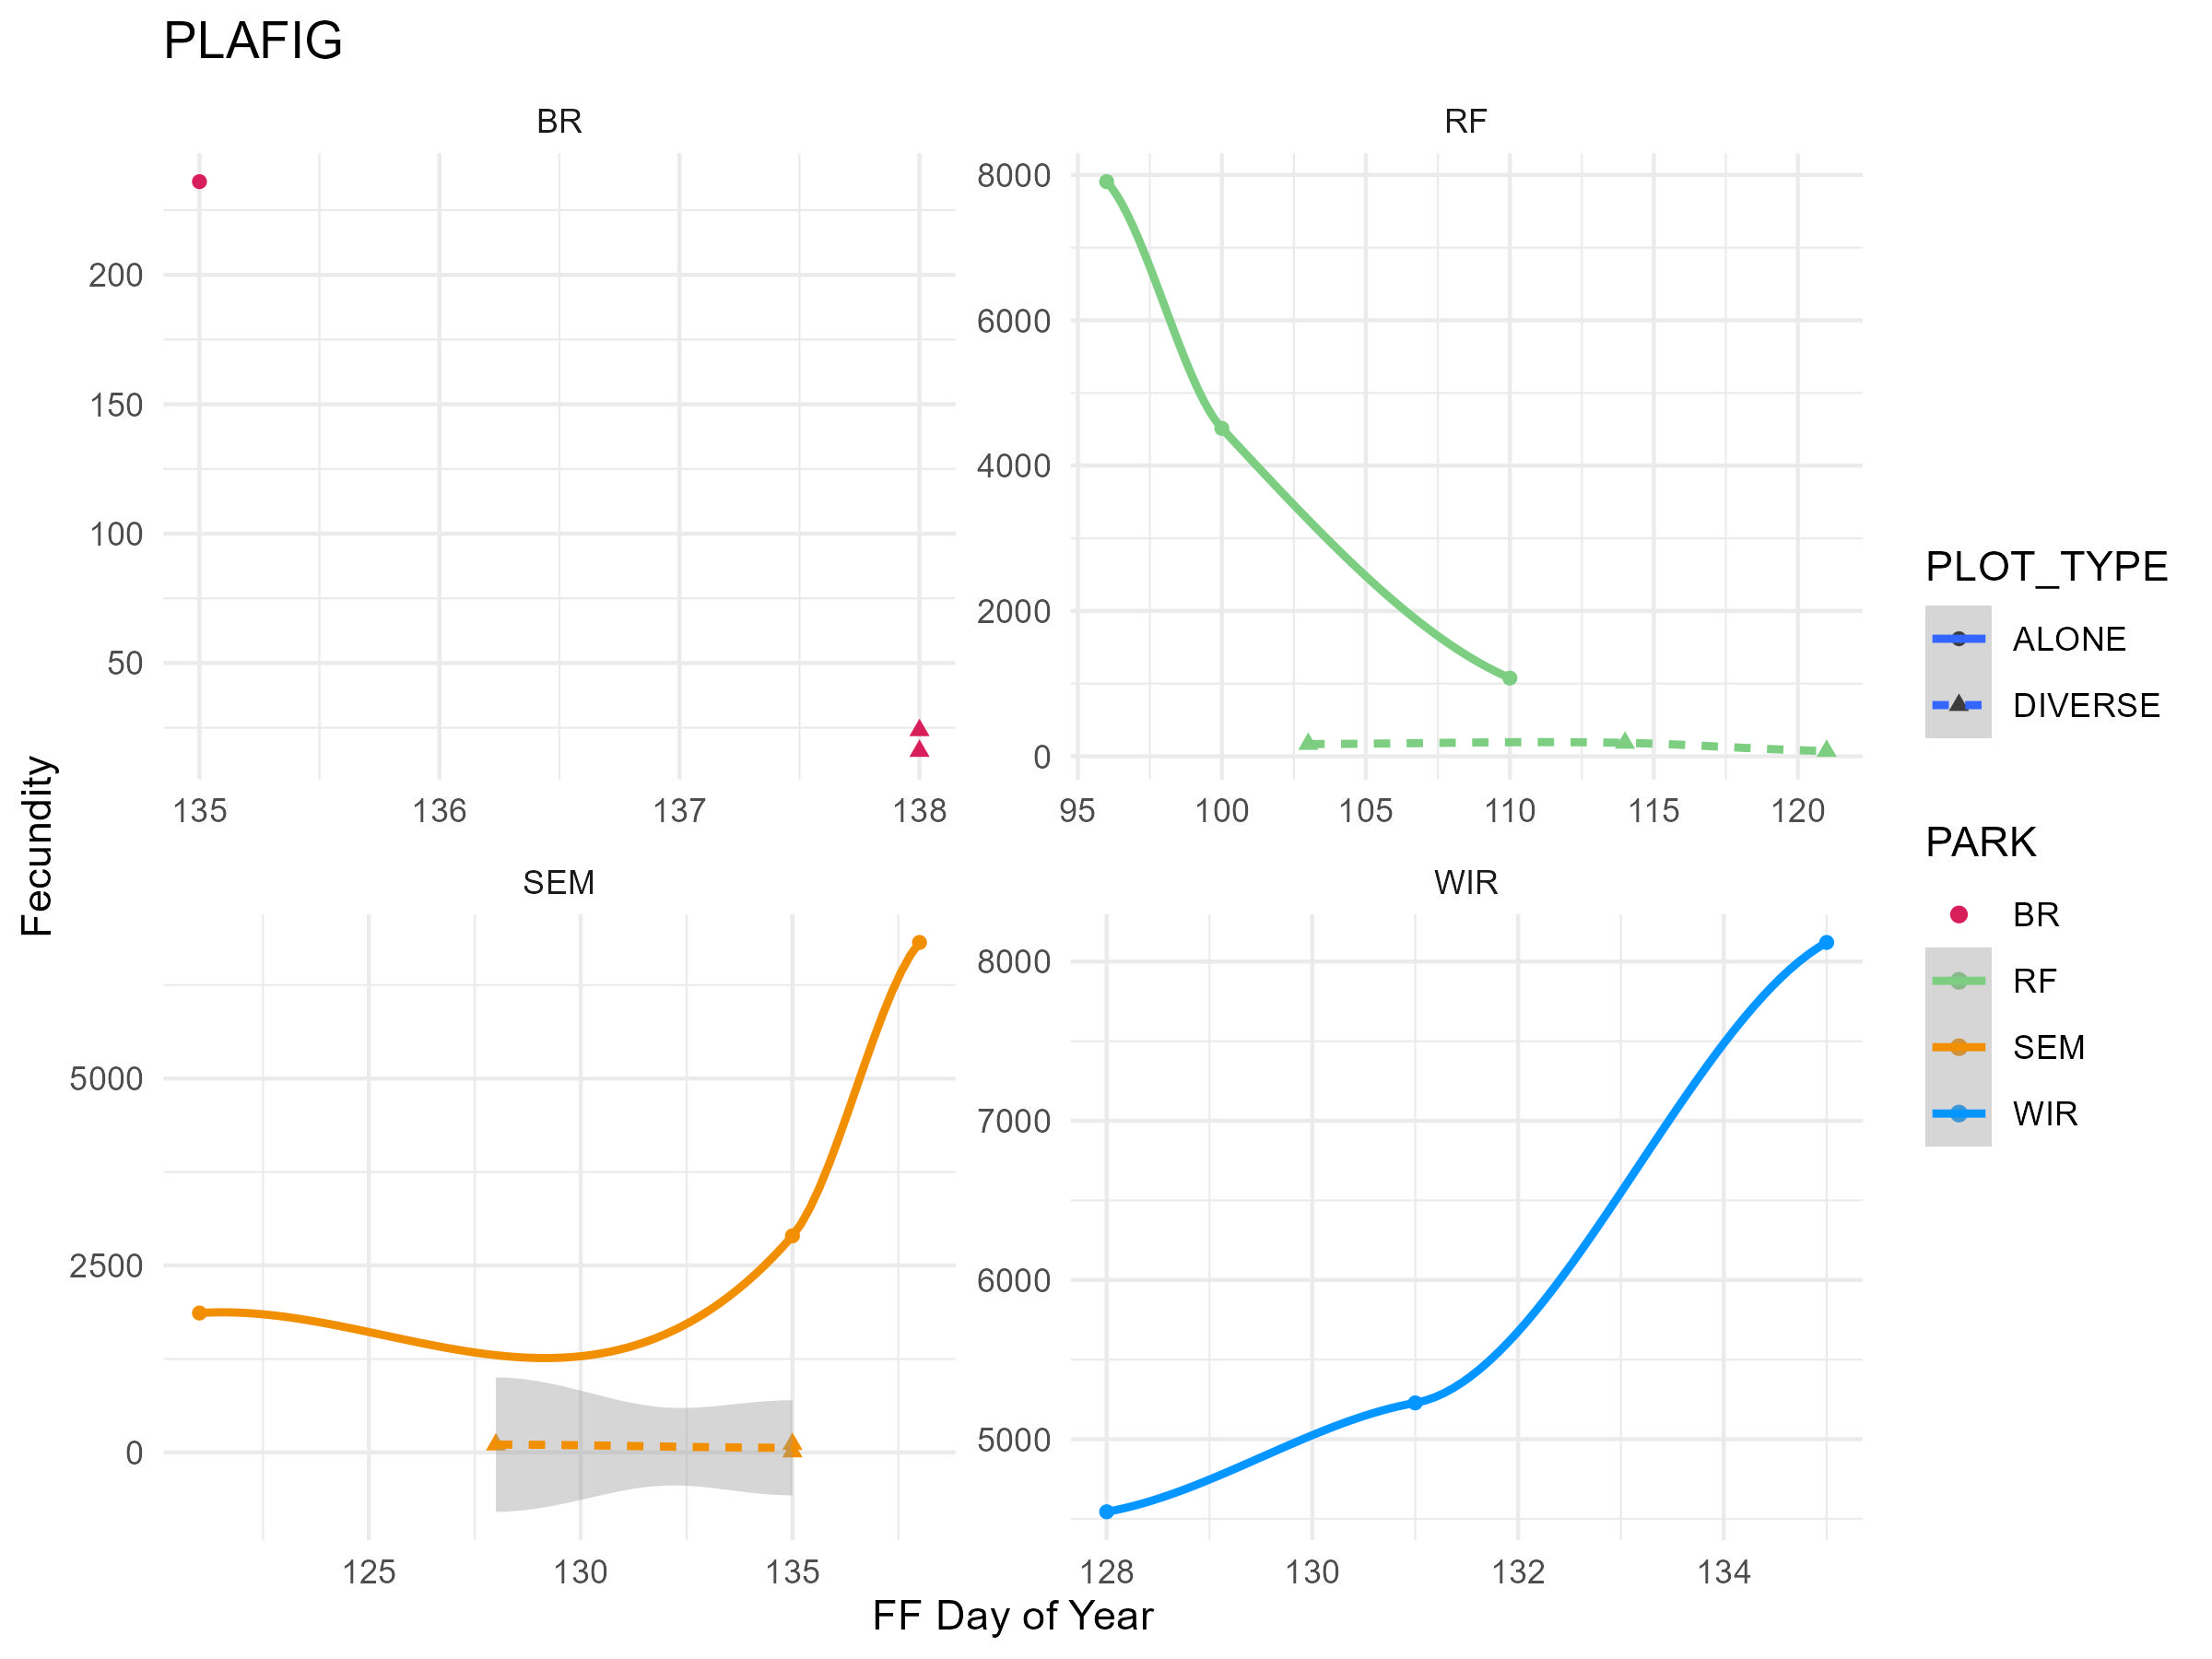 PLAFIG
BR
RF
200
150
100
50
135
136
137
138
8000
6000
4000
2000
0
95
100
105
110
115
120
SEM
WIR
5000
2500
0
125
130
135
8000
7000
6000
5000
128
130
132
134
Fecundity
FF Day of Year
PLOT_TYPE
ALONE
DIVERSE
PARK
BR
RF
SEM
WIR